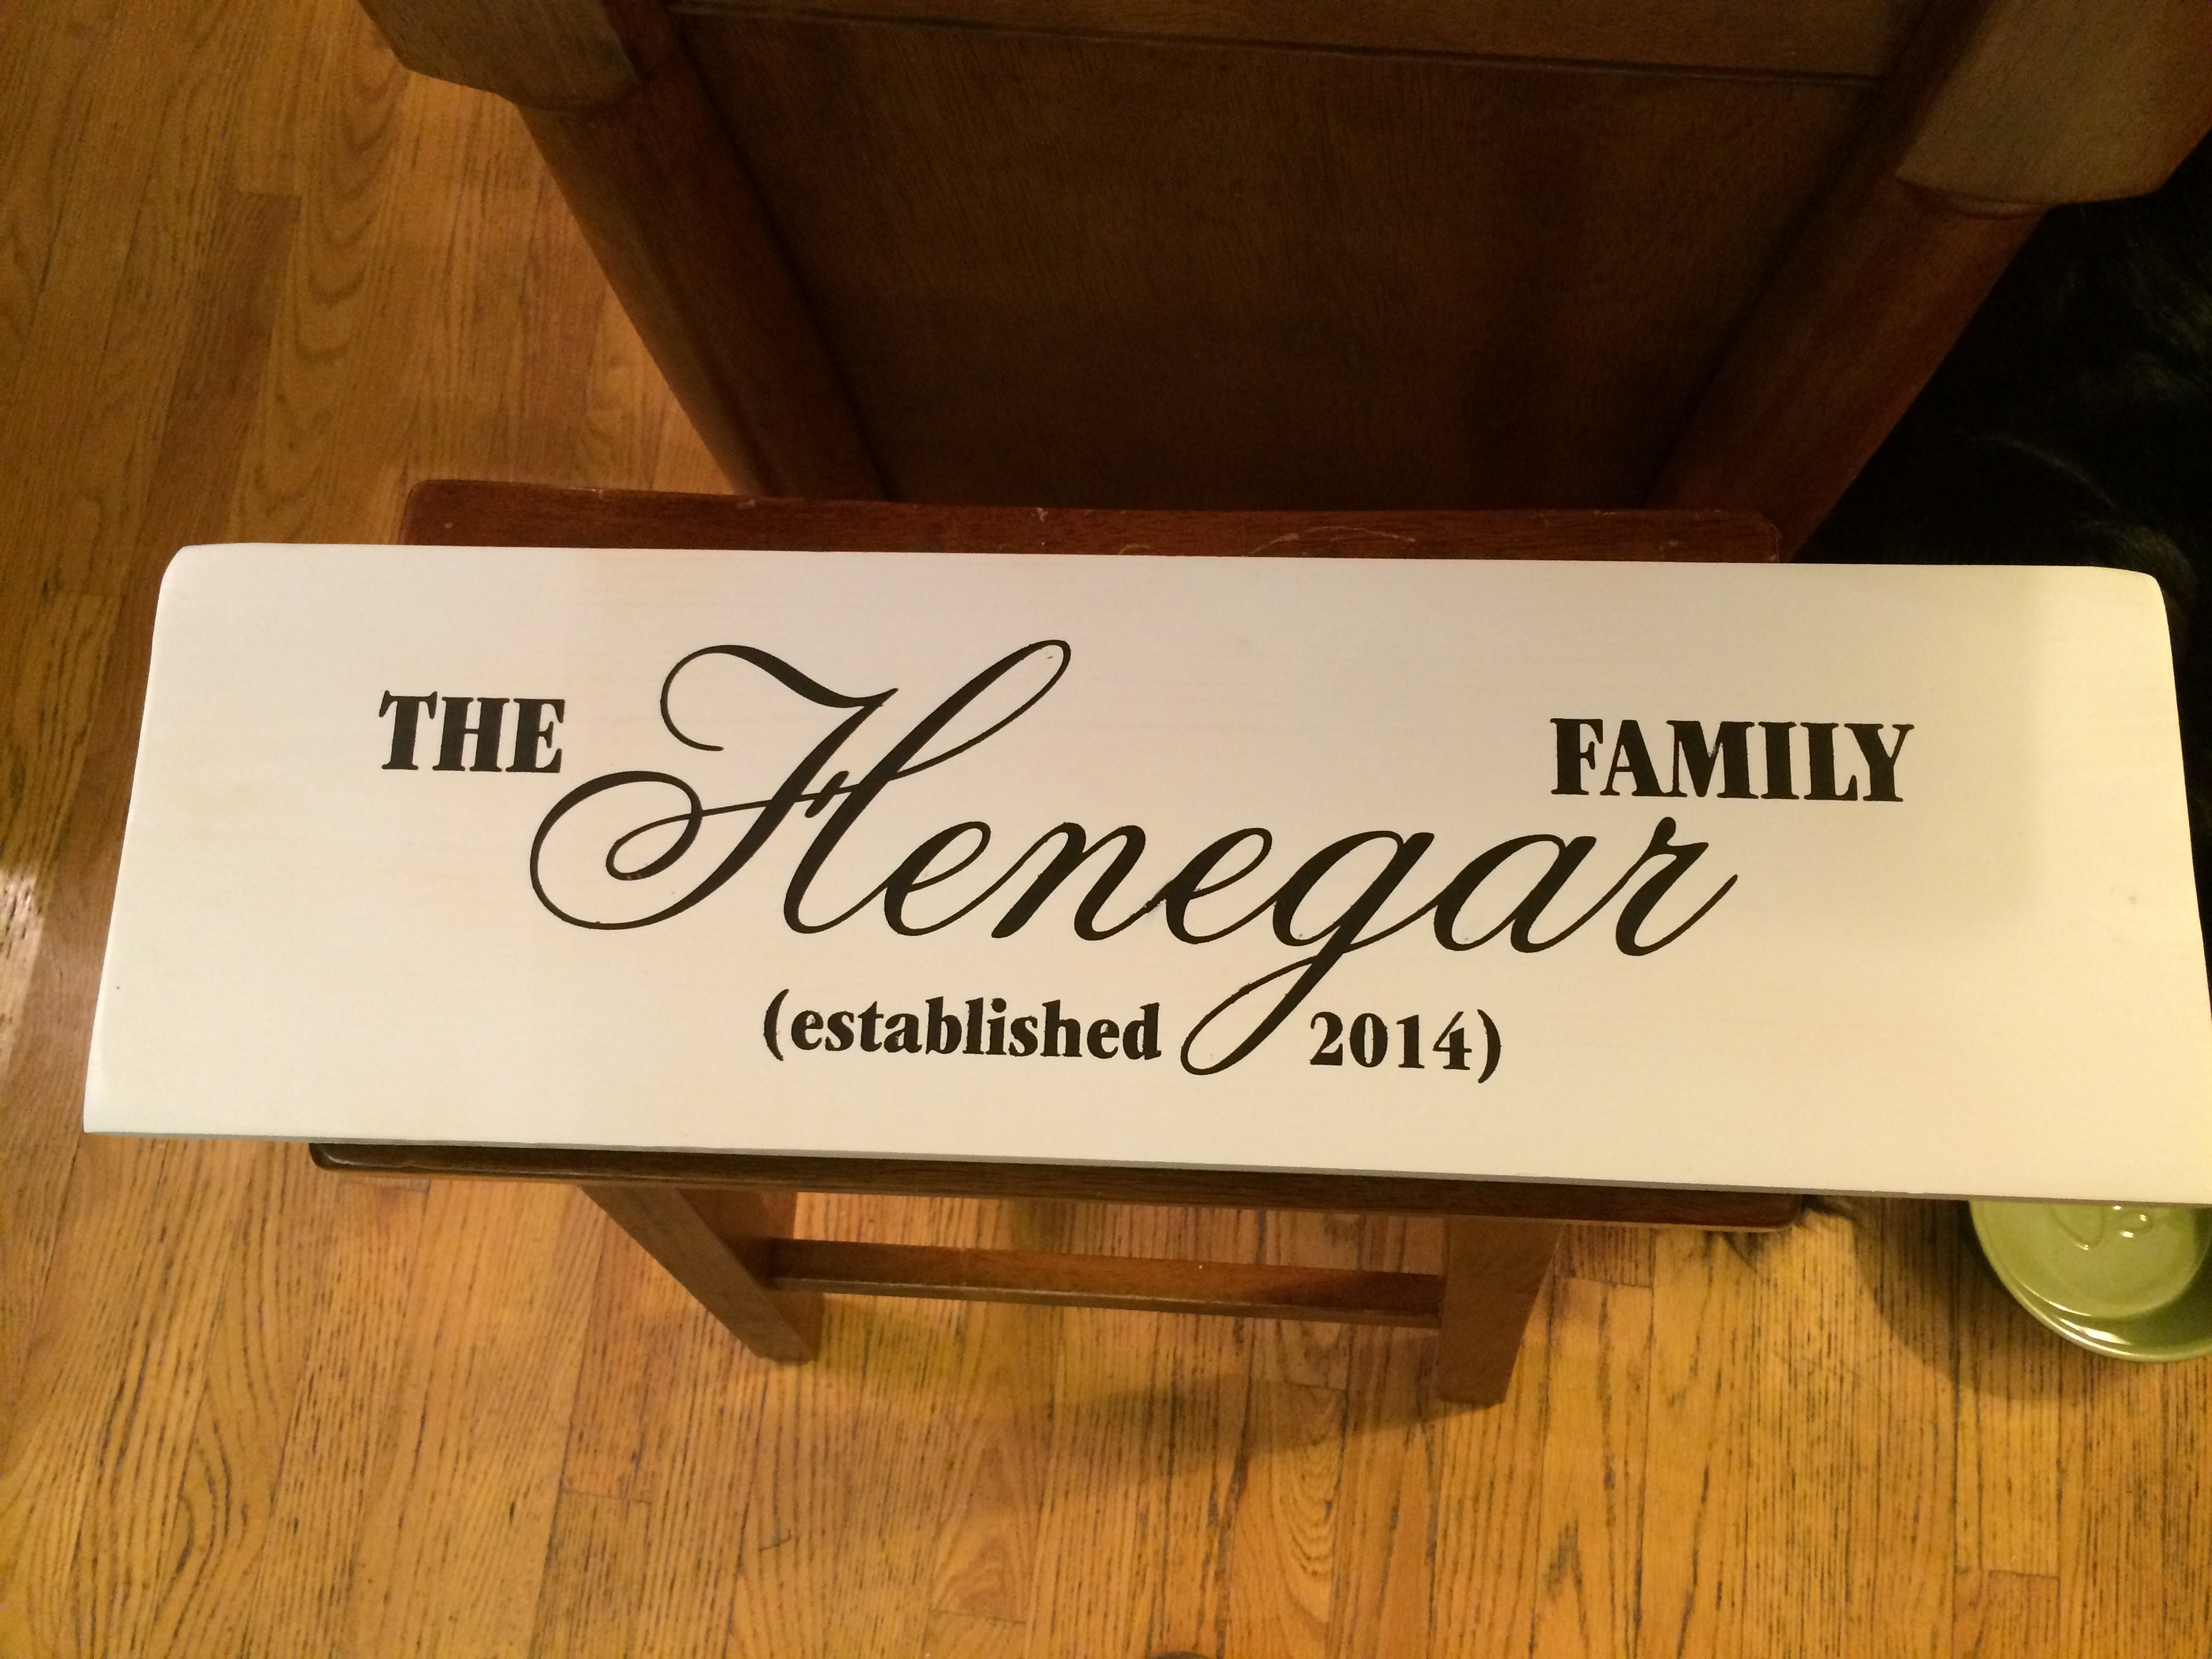 THE Henegar FAMILY
(established 2014)